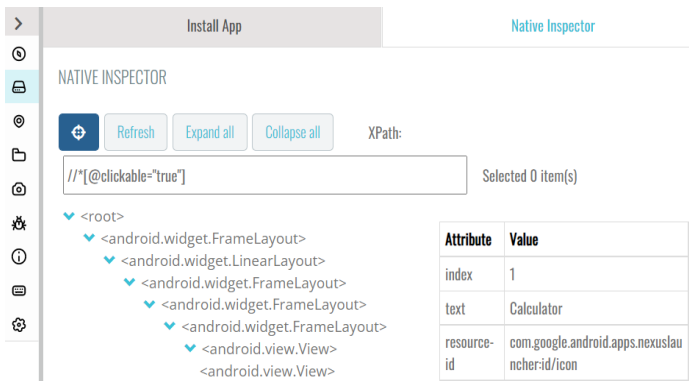 Install App
Native Inspector
NATIVE INSPECTOR
Refresh
Expand all
Collapse all
XPath:
//*[@clickable="true"]
Selected 0 item(s)
<root>
<android.widget.FrameLayout>
<android.widget.LinearLayout>
<android.widget.FrameLayout>
<android.widget.FrameLayout>
<android.widget.FrameLayout>
<android.view.View>
<android.view.View>
Attribute Value
index 1
text Calculator
resource-id com.google.android.apps.nexuslauncher:id/icon